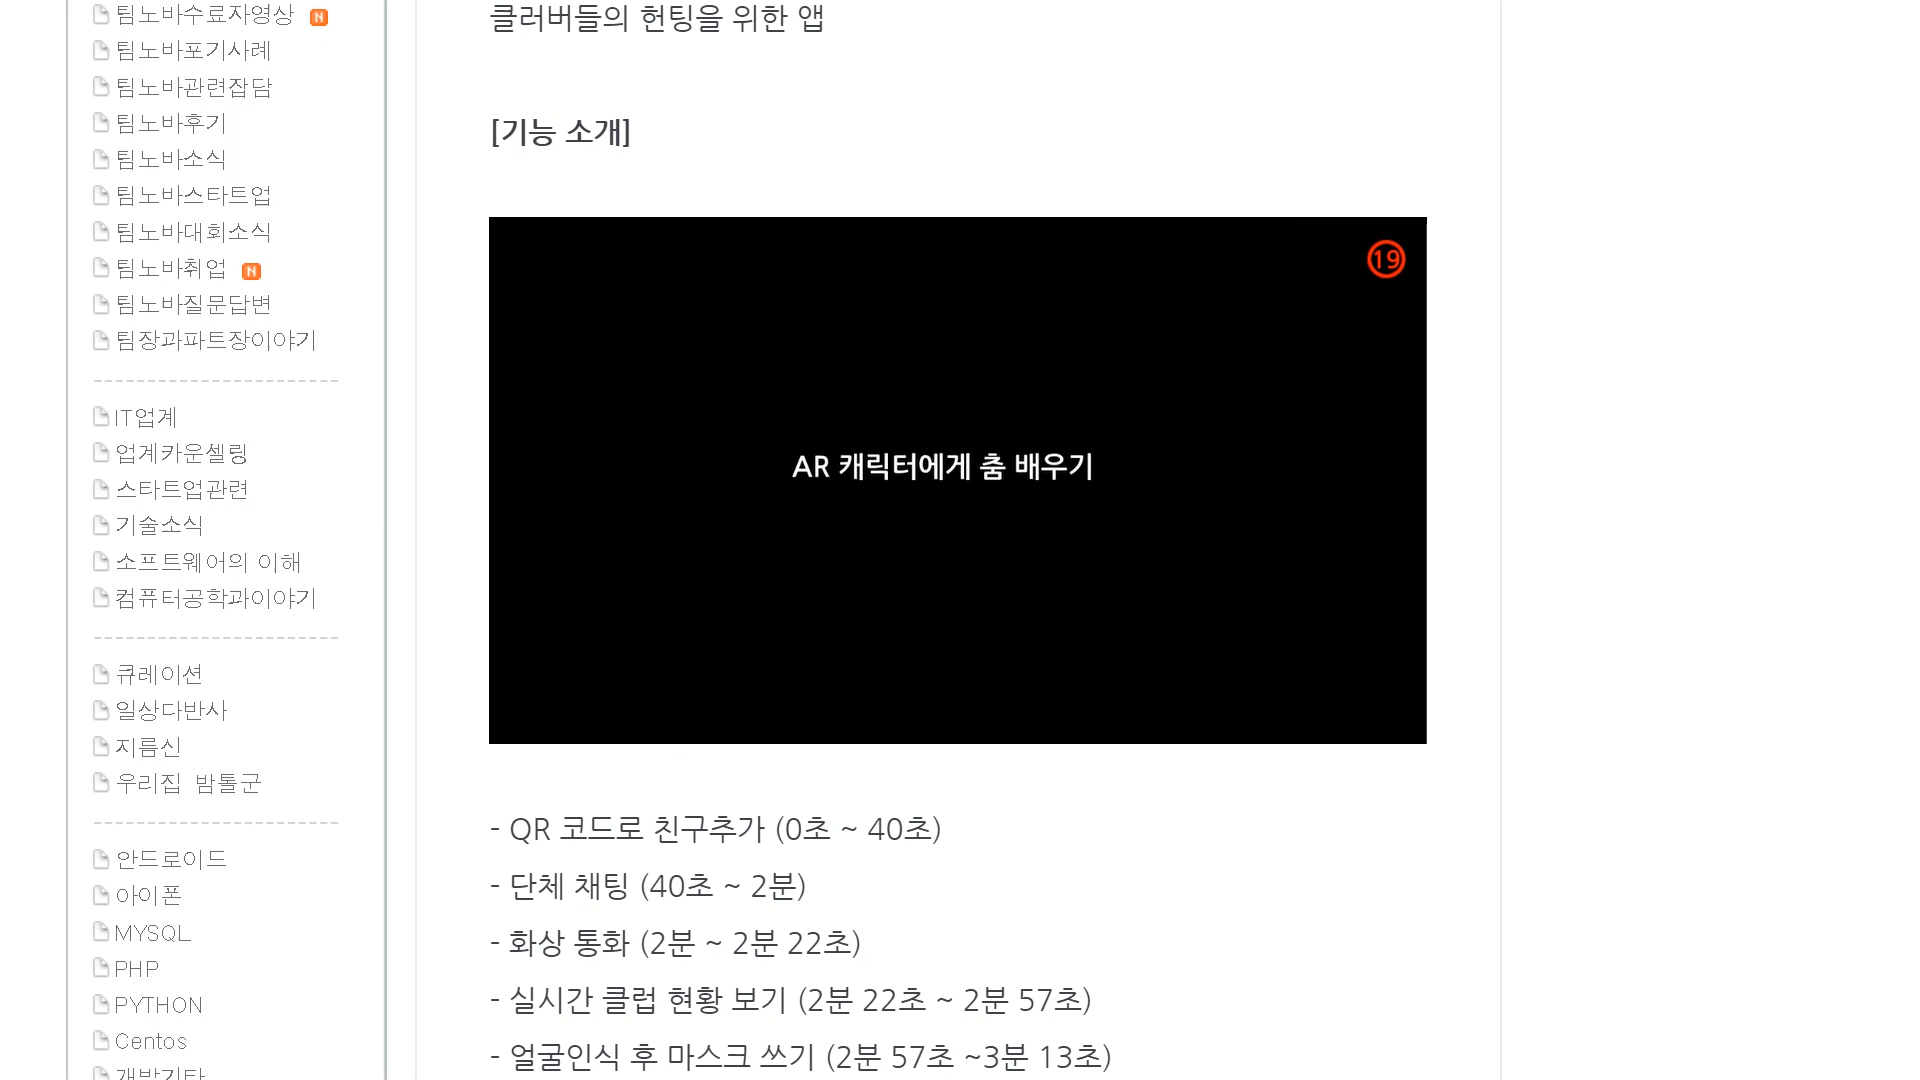 팀노바수료자영상 N
팀노바포기사례
팀노바관련잡담
팀노바후기
팀노바소식
팀노바스타트업
팀노바대회소식
팀노바취업 N
팀노바질문답변
팀장과파트장이야기
IT업계
업계카운셀링
스타트업관련
기술소식
소프트웨어의 이해
컴퓨터공학과이야기
큐레이션
일상다반사
지름신
우리집 밤톨군
안드로이드
아이폰
MYSQL
PHP
PYTHON
Centos
개발기타
클러버들의 헌팅을 위한 앱
[기능 소개]
19
AR 캐릭터에게 춤 배우기
- QR 코드로 친구추가 (0초 ~ 40초)
- 단체 채팅 (40초 ~ 2분)
- 화상 통화 (2분 ~ 2분 22초)
- 실시간 클럽 현황 보기 (2분 22초 ~ 2분 57초)
- 얼굴인식 후 마스크 쓰기 (2분 57초 ~3분 13초)